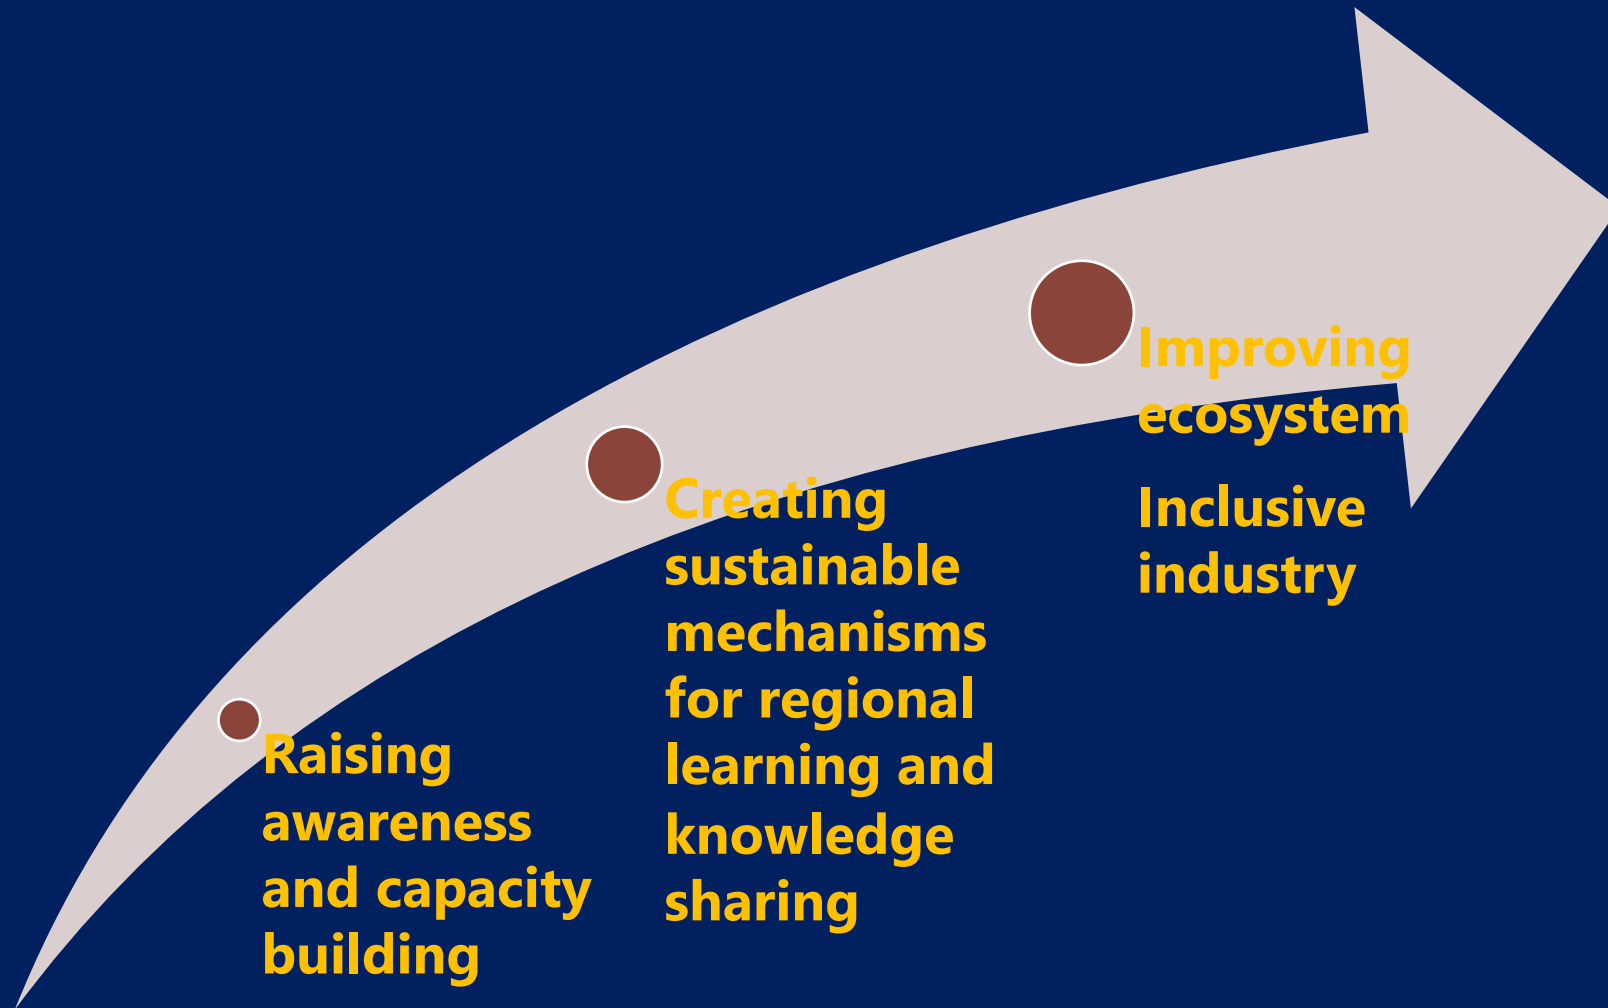 Raising
awareness
and capacity
building
Creating
sustainable
mechanisms
for regional
learning and
knowledge
sharing
Improving
ecosystem
Inclusive
industry